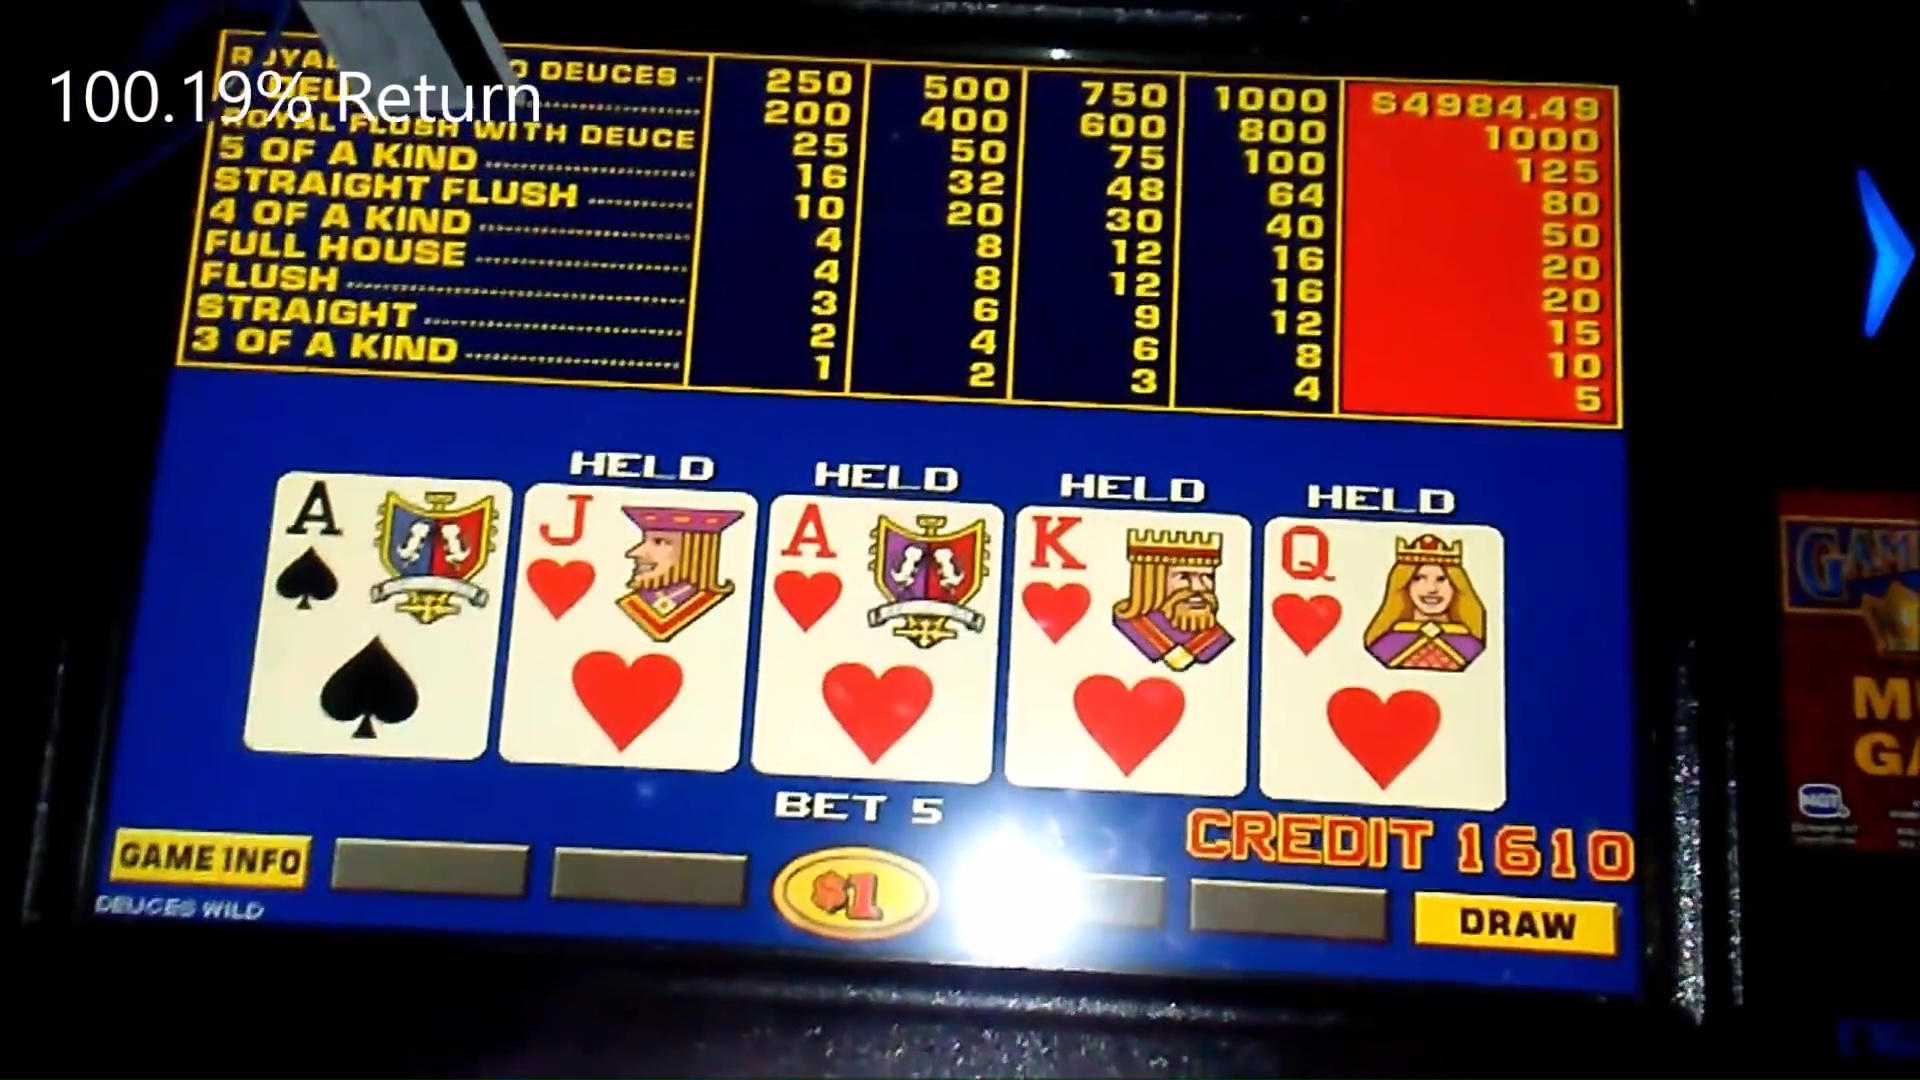 100.19% Return
DEUCES 250 500 750 1000 $4984.49
200 400 600 800 1000
ROYAL FLUSH WITH DEUCE 25 50 75 100 125
5 OF A KIND 16 32 48 64 80
STRAIGHT FLUSH 10 20 30 40 50
4 OF A KIND 4 8 12 16 20
FULL HOUSE 4 8 12 16 20
FLUSH 3 6 9 12 15
STRAIGHT 2 4 6 8 10
3 OF A KIND 1 2 3 4 5
HELD HELD HELD HELD
A J A K Q
BET 5
CREDIT 1610
GAME INFO
$1
DRAW
DEUCES WILD